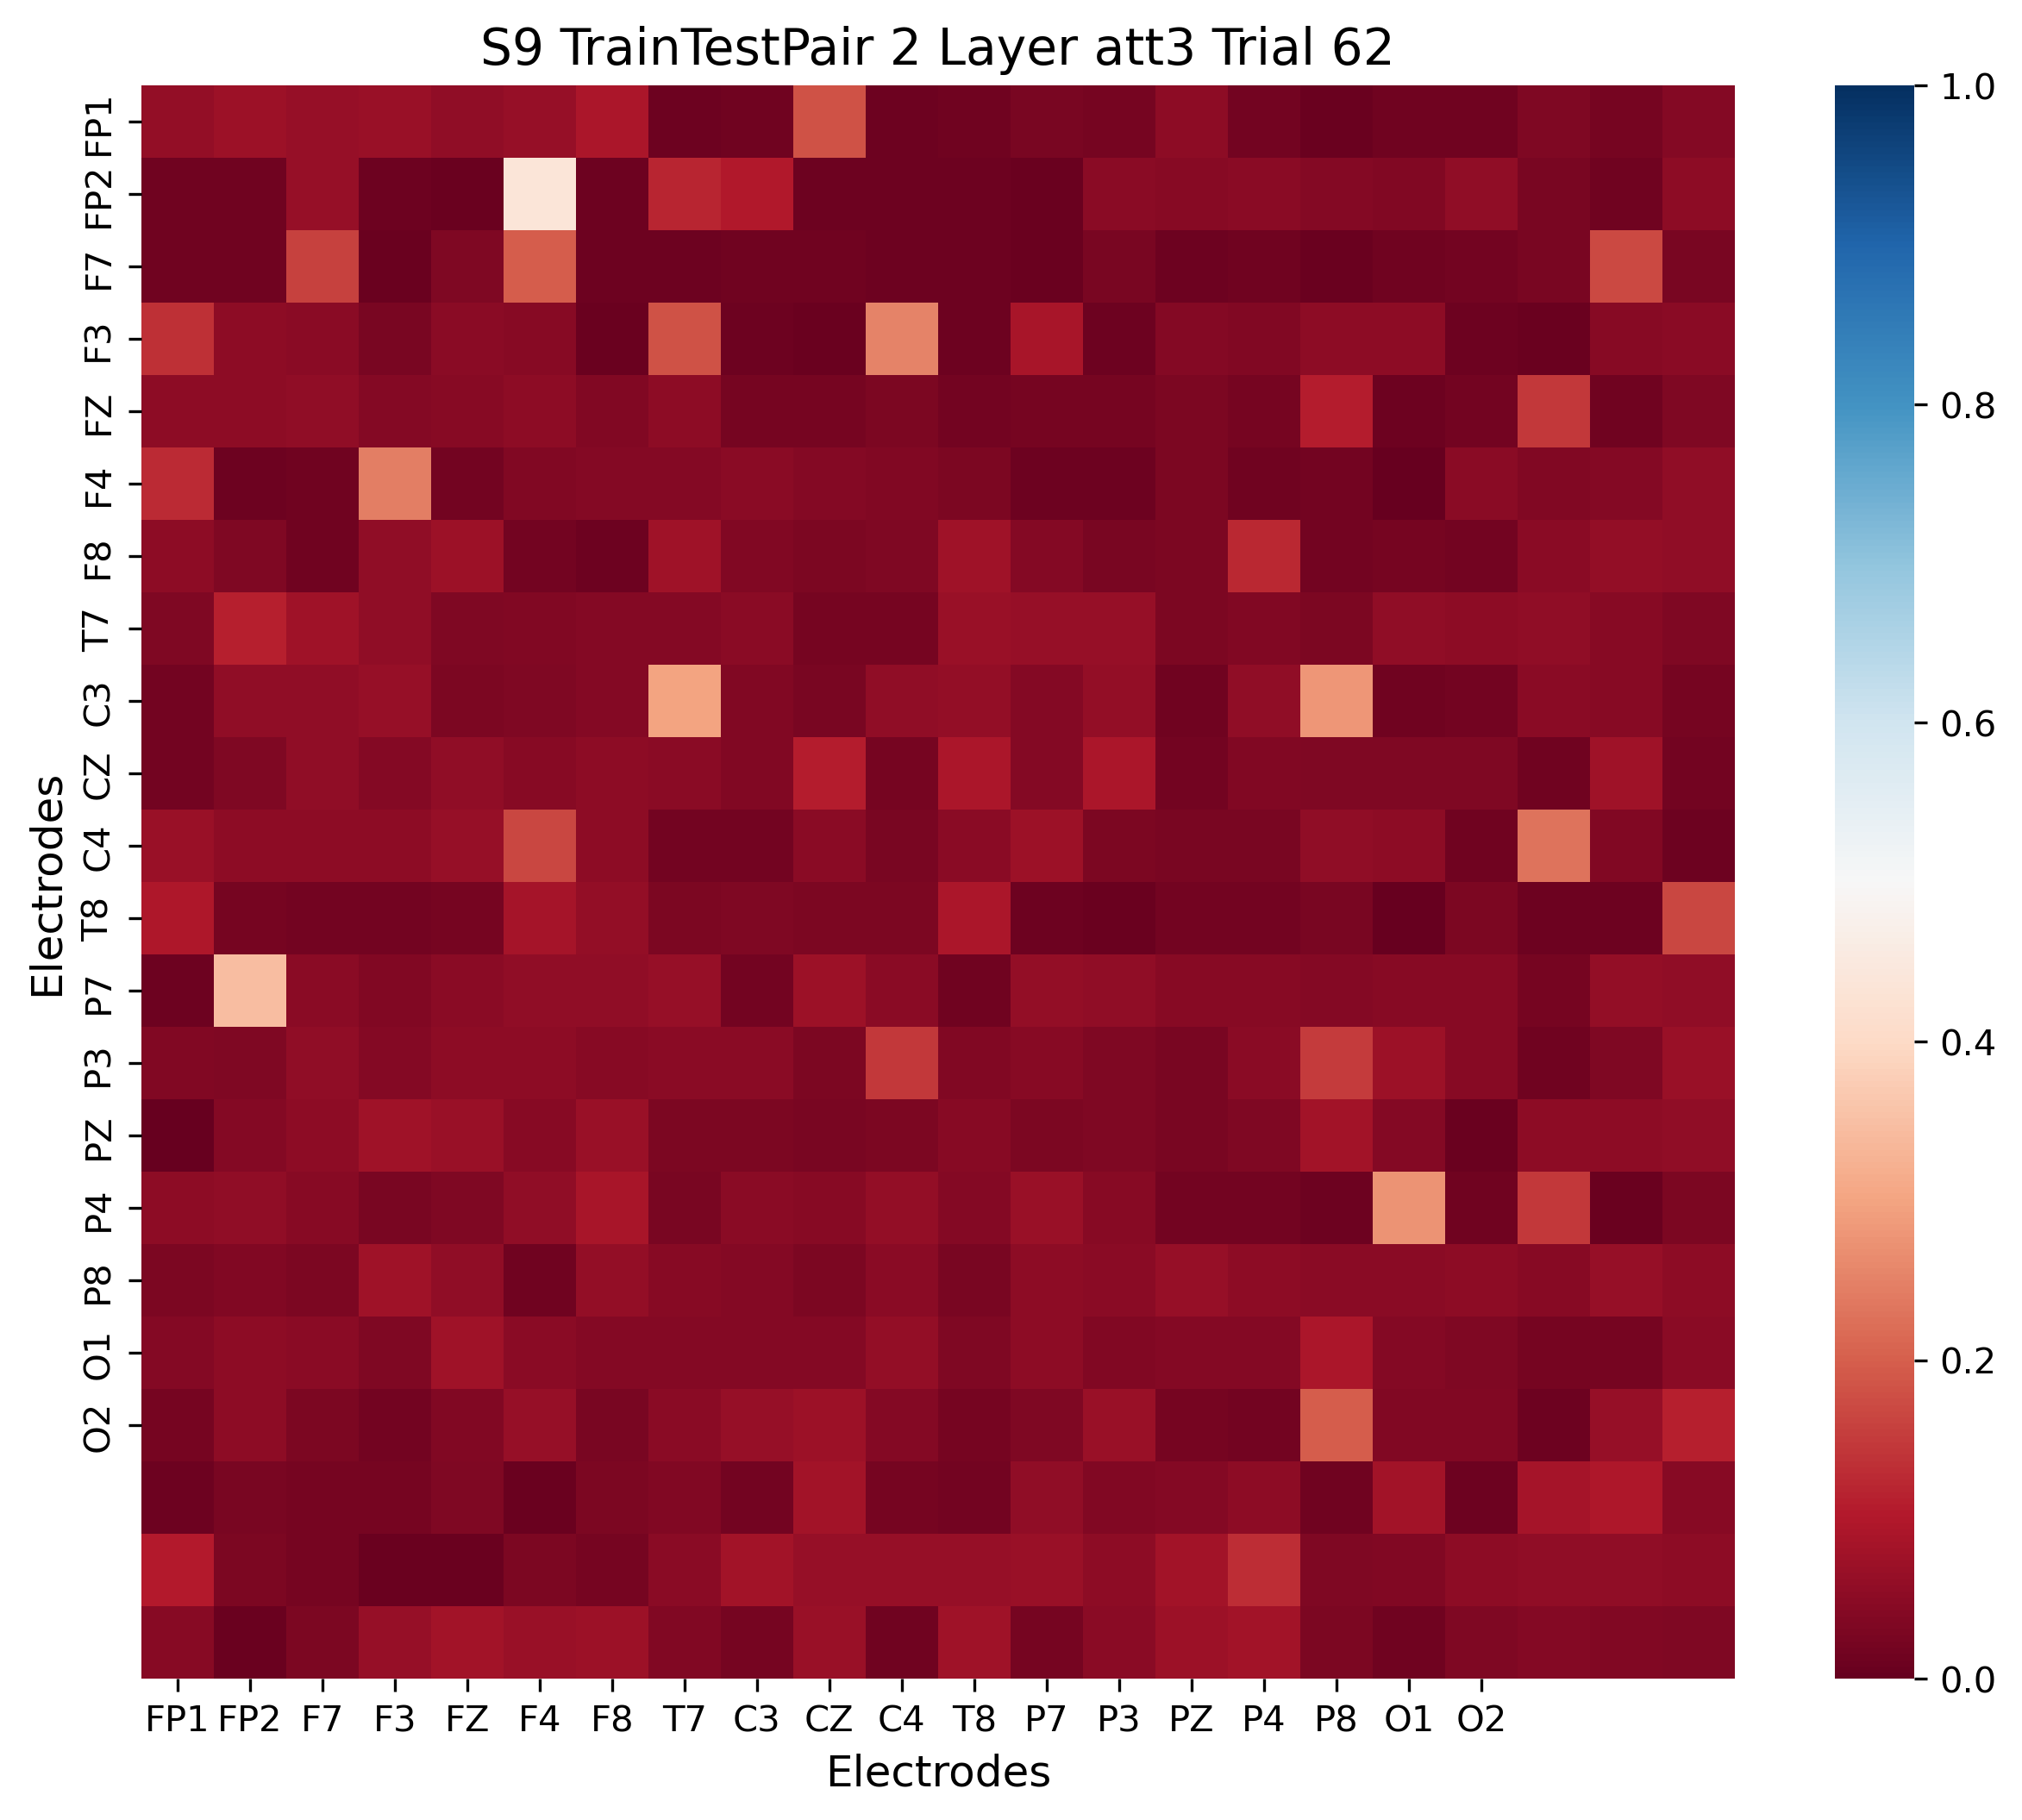 S9 TrainTestPair 2 Layer att3 Trial 62
Electrodes
FP1
FP2
F7
F3
FZ
F4
F8
T7
C3
CZ
C4
T8
P7
P3
PZ
P4
P8
O1
O2
FP1 FP2 F7 F3 FZ F4 F8 T7 C3 CZ C4 T8 P7 P3 PZ P4 P8 O1 O2
Electrodes
1.0
0.8
0.6
0.4
0.2
0.0